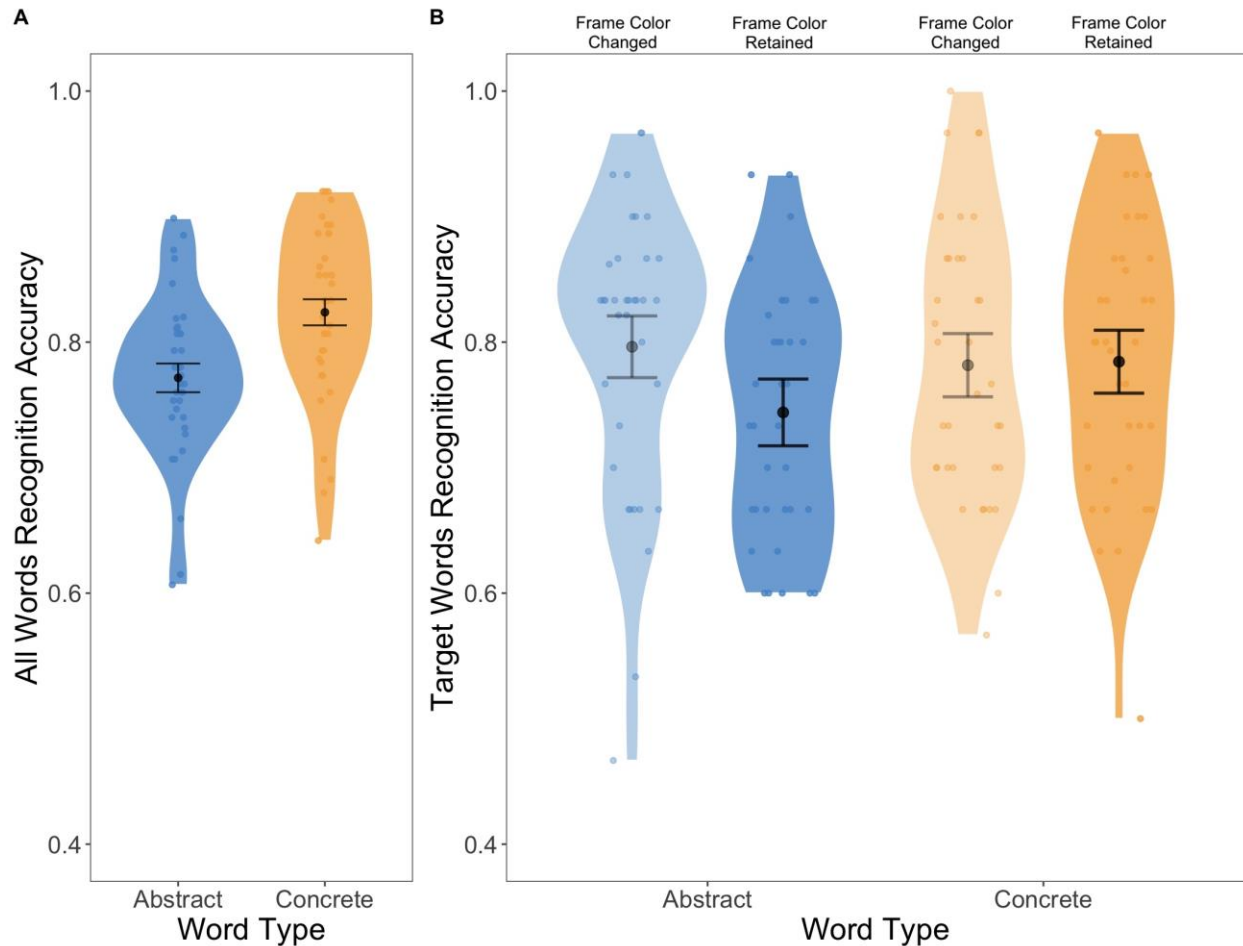 A
All Words Recognition Accuracy
1.0
0.8
0.6
0.4
Abstract
Concrete
Word Type
B
Frame Color
Changed
Frame Color
Retained
Frame Color
Changed
Frame Color
Retained
Target Words Recognition Accuracy
1.0
0.8
0.6
0.4
Abstract
Concrete
Word Type